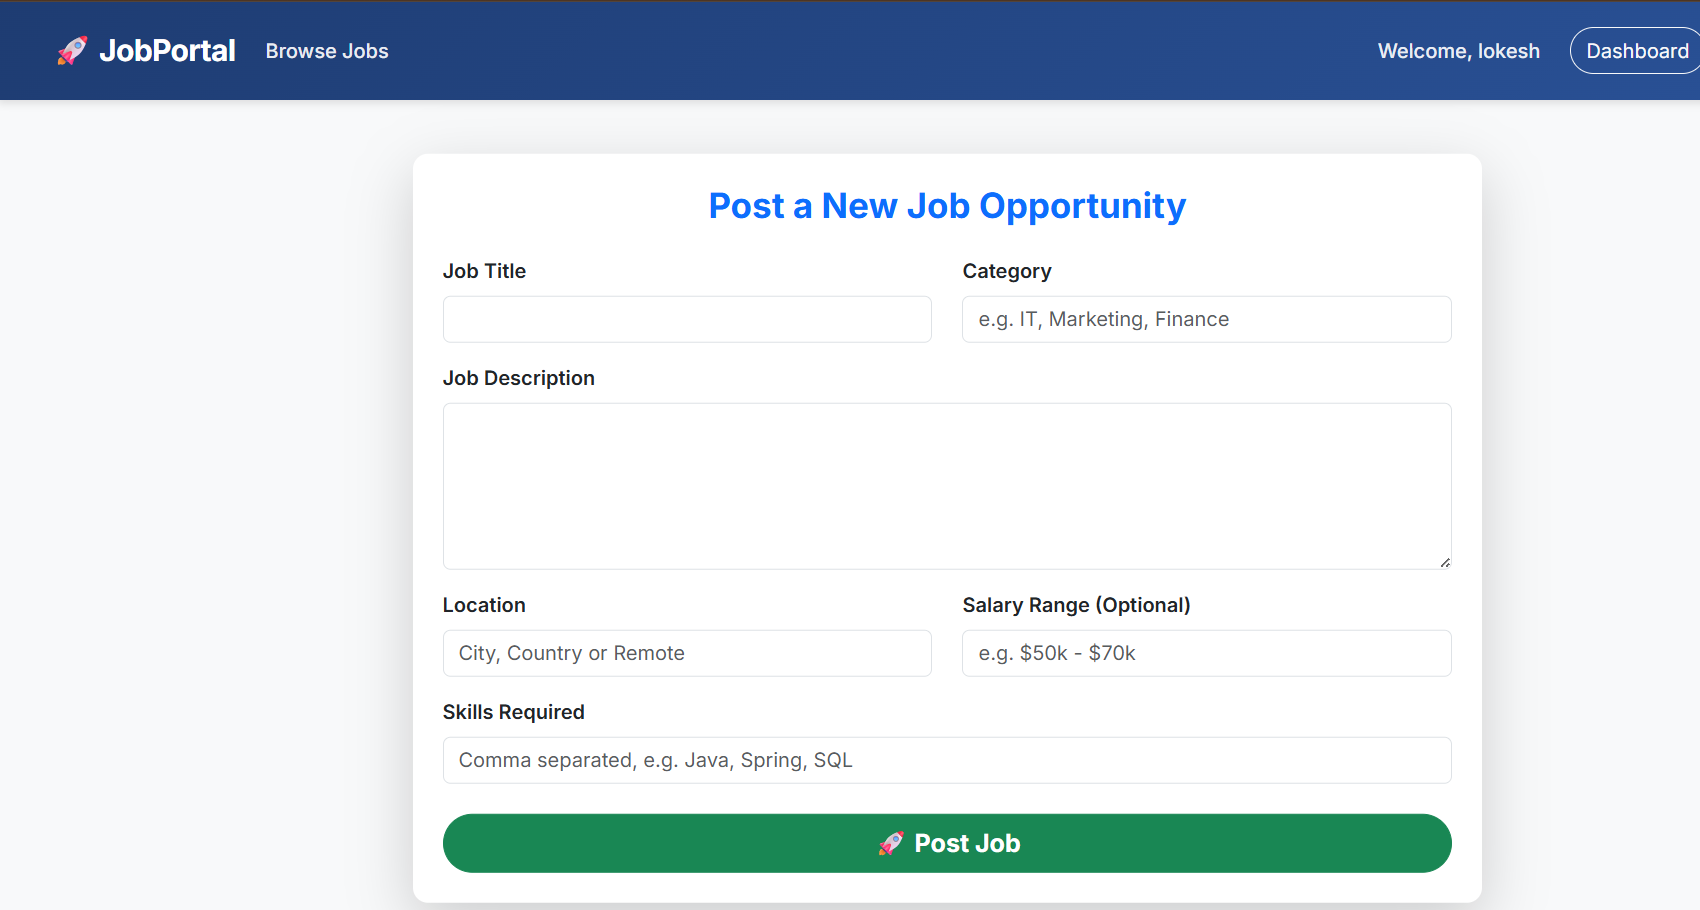 🚀 JobPortal Browse Jobs Welcome, lokesh Dashboard
Post a New Job Opportunity
Job Title Category
e.g. IT, Marketing, Finance
Job Description
Location Salary Range (Optional)
City, Country or Remote e.g. $50k - $70k
Skills Required
Comma separated, e.g. Java, Spring, SQL
🚀 Post Job